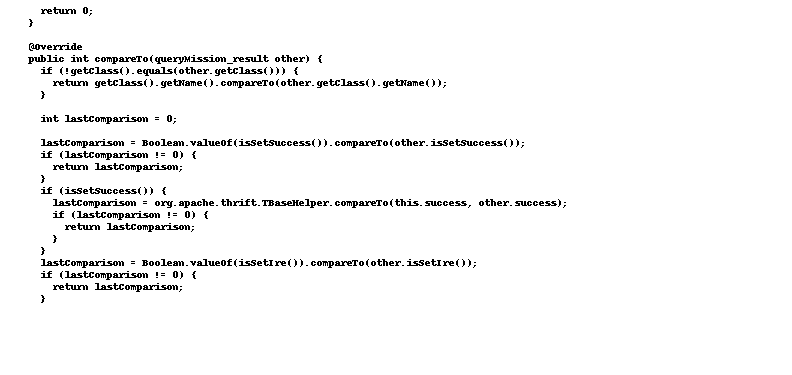 return 0;
}
@Override
public int compareTo(queryMission_result other) {
if (!getClass().equals(other.getClass())) {
return getClass().getName().compareTo(other.getClass().getName());
}
int lastComparison = 0;
lastComparison = Boolean.valueOf(isSetSuccess()).compareTo(other.isSetSuccess());
if (lastComparison != 0) {
return lastComparison;
}
if (isSetSuccess()) {
lastComparison = org.apache.thrift.TBaseHelper.compareTo(this.success, other.success);
if (lastComparison != 0) {
return lastComparison;
}
}
lastComparison = Boolean.valueOf(isSetIre()).compareTo(other.isSetIre());
if (lastComparison != 0) {
return lastComparison;
}